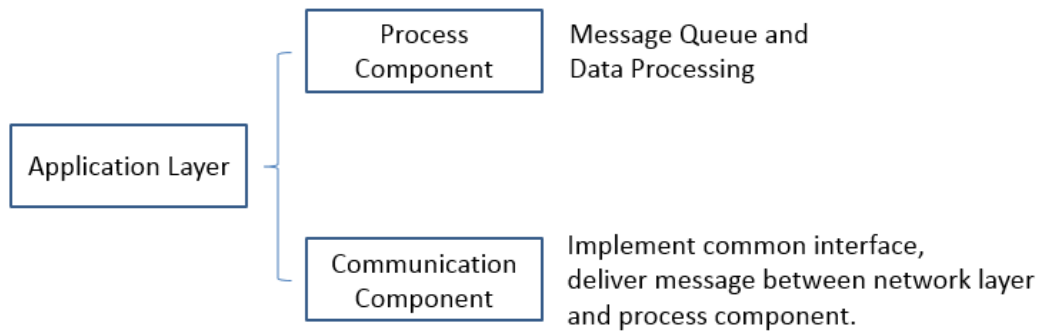 Process
Component
Message Queue and
Data Processing
Application Layer
Communication
Component
Implement common interface,
deliver message between network layer
and process component.